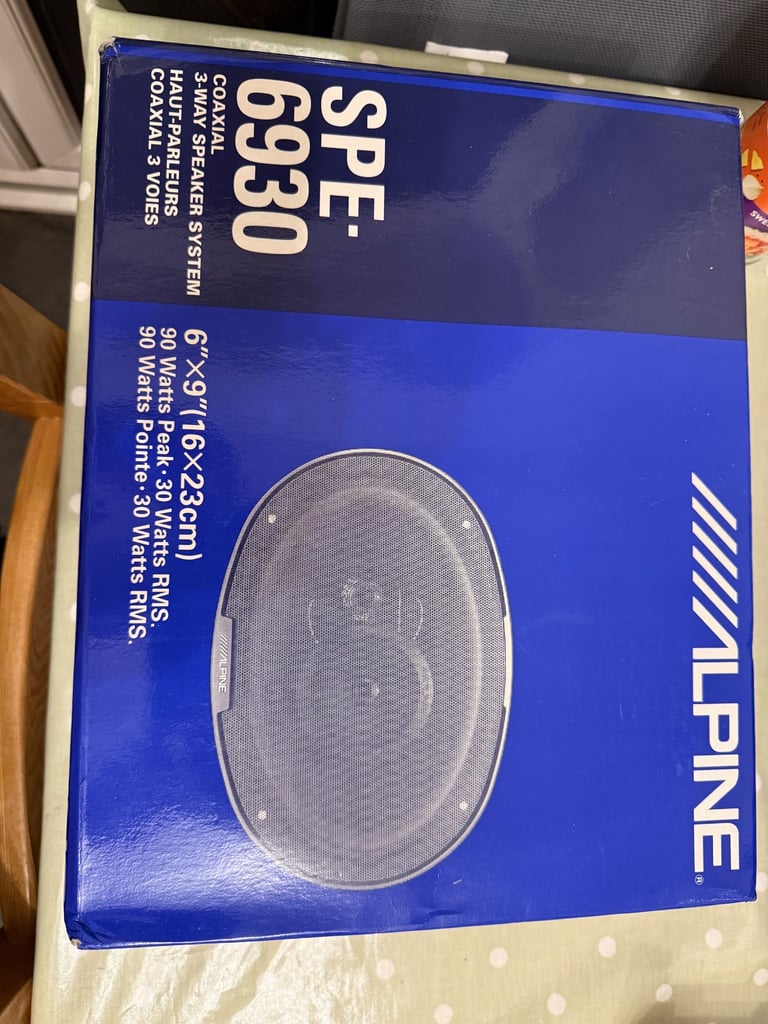 ALPINE®
SPE·
6930
COAXIAL
3-WAY SPEAKER SYSTEM
HAUT-PARLEURS
COAXIAL 3 VOIES
ALPINE
6"×9"(16×23cm)
90 Watts Peak·30 Watts RMS.
90 Watts Pointe·30 Watts RMS.